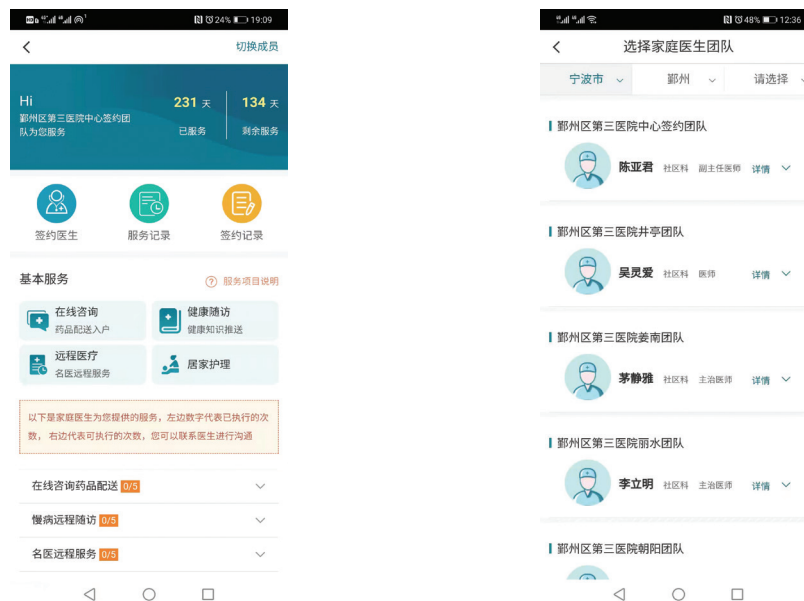 24% 19:09
切换成员
Hi
鄞州区第三医院中心签约团
队为您服务
231 天
已服务
134 天
剩余服务
签约医生
服务记录
签约记录
基本服务
? 服务项目说明
在线咨询
药品配送入户
健康随访
健康知识推送
远程医疗
名医远程服务
居家护理
以下是家庭医生为您提供的服务，左边数字代表已执行的次
数， 右边代表可执行的次数，您可以联系医生进行沟通
在线咨询药品配送 0/5
慢病远程随访 0/5
名医远程服务 0/5
48% 12:36
选择家庭医生团队
宁波市
鄞州
请选择
鄞州区第三医院中心签约团队
陈亚君 社区科 副主任医师 详情
鄞州区第三医院井亭团队
吴灵爱 社区科 医师 详情
鄞州区第三医院姜南团队
茅静雅 社区科 主治医师 详情
鄞州区第三医院丽水团队
李立明 社区科 主治医师 详情
鄞州区第三医院朝阳团队